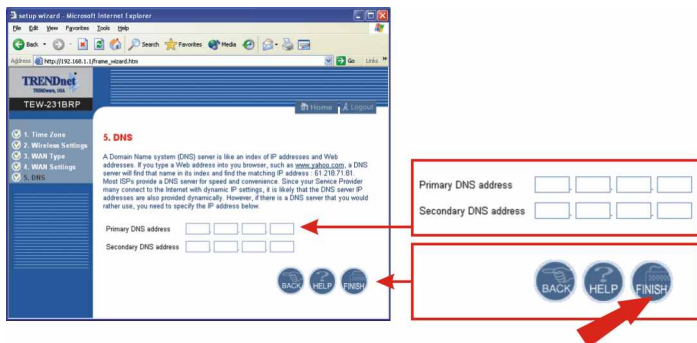 setup wizard - Microsoft Internet Explorer
File Edit View Favorites Tools Help
Back Search Favorites Media
Address http://192.168.1.1/frame_wizard.htm Go Links »
TRENDnet
TRENDware, USA
TEW-231BRP
Home Logout
1. Time Zone
2. Wireless Settings
3. WAN Type
4. WAN Settings
5. DNS
5. DNS
A Domain Name system (DNS) server is like an index of IP addresses and Web
addresses. If you type a Web address into you browser, such as www.yahoo.com, a DNS
server will find that name in its index and find the matching IP address : 61.218.71.81.
Most ISPs provide a DNS server for speed and convenience. Since your Service Provider
many connect to the Internet with dynamic IP settings, it is likely that the DNS server IP
addresses are also provided dynamically. However, if there is a DNS server that you would
rather use, you need to specify the IP address below.
Primary DNS address . . .
Secondary DNS address . . .
BACK HELP FINISH
Primary DNS address . . .
Secondary DNS address . . .
BACK HELP FINISH